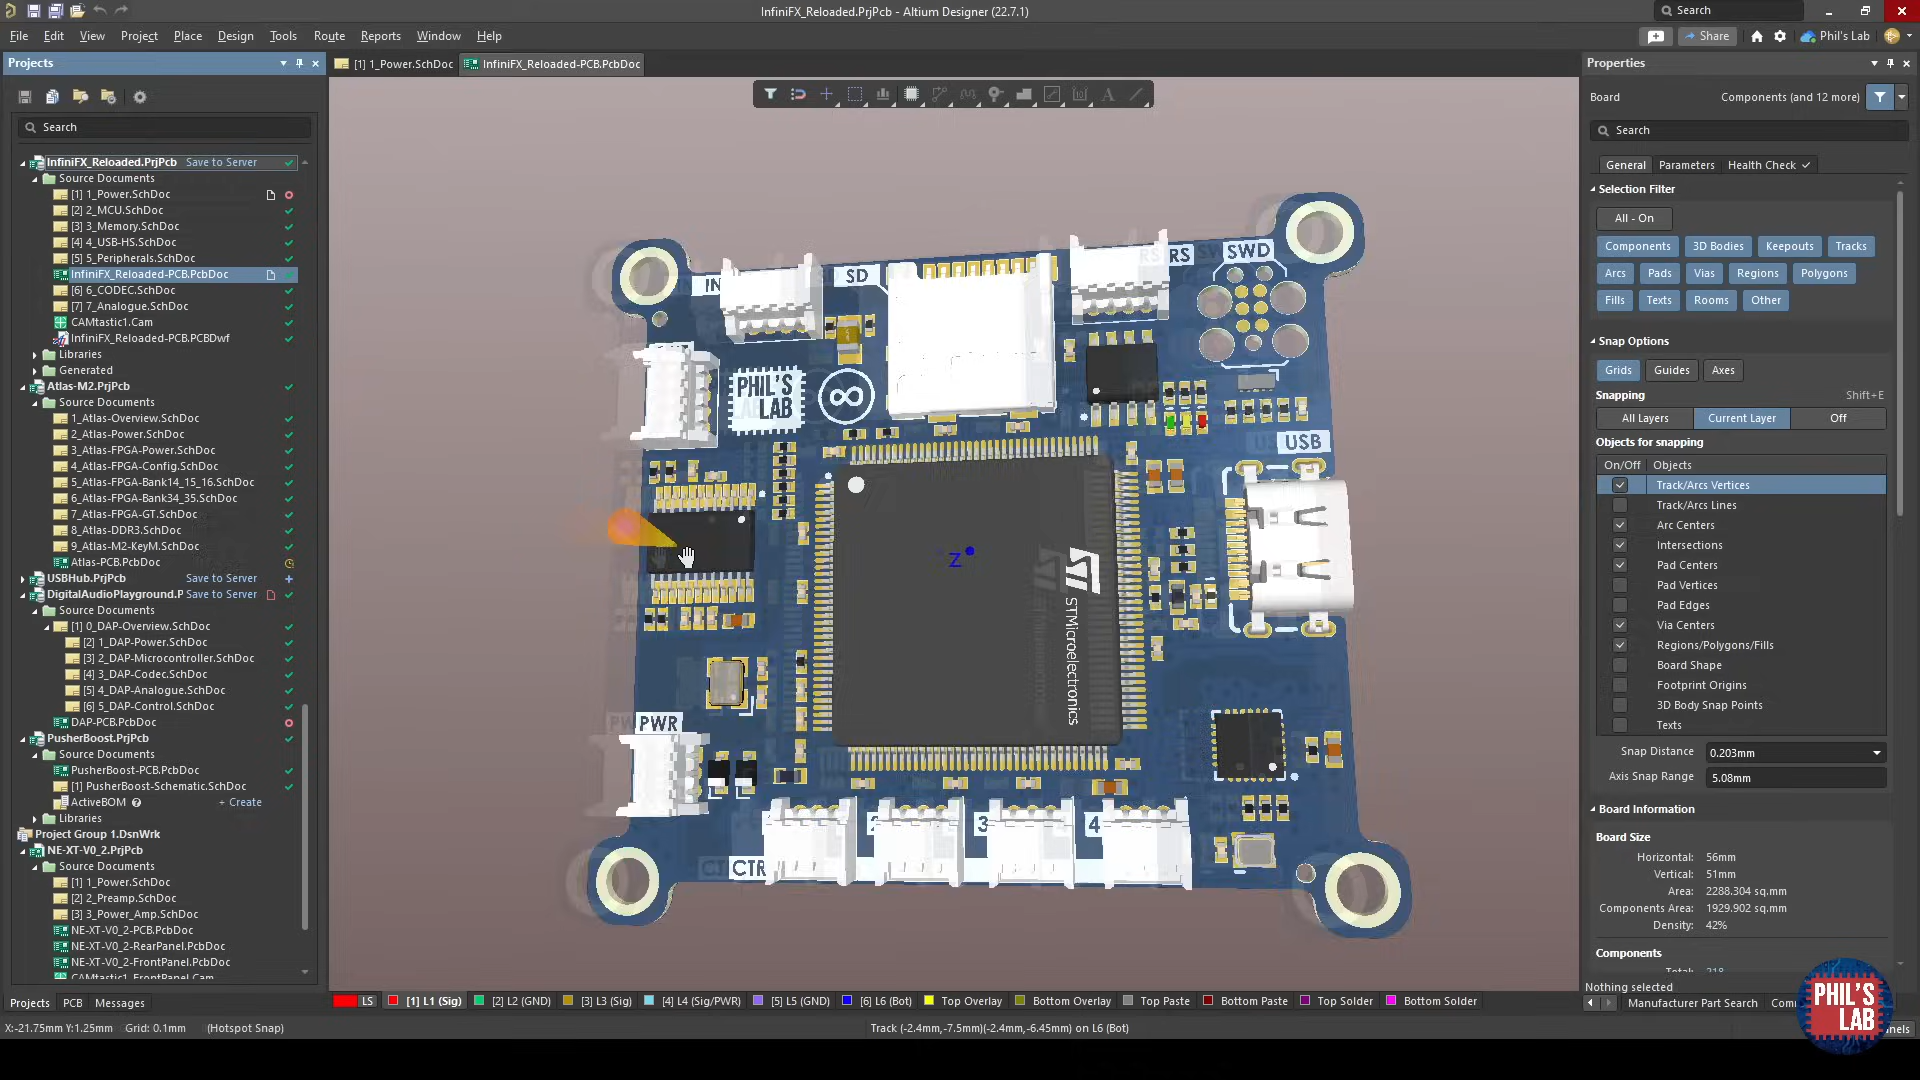 InfiniFX_Reloaded.PrjPcb - Altium Designer (22.7.1)
Search
File Edit View Project Place Design Tools Route Reports Window Help
Share
Phil's Lab
Projects
[1] 1_Power.SchDoc
InfiniFX_Reloaded-PCB.PcbDoc
Search
InfiniFX_Reloaded.PrjPcb Save to Server
Source Documents
[1] 1_Power.SchDoc
[2] 2_MCU.SchDoc
[3] 3_Memory.SchDoc
[4] 4_USB-HS.SchDoc
[5] 5_Peripherals.SchDoc
InfiniFX_Reloaded-PCB.PcbDoc
[6] 6_CODEC.SchDoc
[7] 7_Analogue.SchDoc
CAMtastic1.Cam
InfiniFX_Reloaded-PCB.PCBDwf
Libraries
Generated
Atlas-M2.PrjPcb
Source Documents
1_Atlas-Overview.SchDoc
2_Atlas-Power.SchDoc
3_Atlas-FPGA-Power.SchDoc
4_Atlas-FPGA-Config.SchDoc
5_Atlas-FPGA-Bank14_15_16.SchDoc
6_Atlas-FPGA-Bank34_35.SchDoc
7_Atlas-FPGA-GT.SchDoc
8_Atlas-DDR3.SchDoc
9_Atlas-M2-KeyM.SchDoc
Atlas-PCB.PcbDoc
USBHub.PrjPcb Save to Server
DigitalAudioPlayground.P Save to Server
Source Documents
[1] 0_DAP-Overview.SchDoc
[2] 1_DAP-Power.SchDoc
[3] 2_DAP-Microcontroller.SchDoc
[4] 3_DAP-Codec.SchDoc
[5] 4_DAP-Analogue.SchDoc
[6] 5_DAP-Control.SchDoc
DAP-PCB.PcbDoc
PusherBoost.PrjPcb
Source Documents
PusherBoost-PCB.PcbDoc
[1] PusherBoost-Schematic.SchDoc
ActiveBOM + Create
Libraries
Project Group 1.DsnWrk
NE-XT-V0_2.PrjPcb
Source Documents
[1] 1_Power.SchDoc
[2] 2_Preamp.SchDoc
[3] 3_Power_Amp.SchDoc
NE-XT-V0_2-PCB.PcbDoc
NE-XT-V0_2-RearPanel.PcbDoc
NE-XT-V0_2-FrontPanel.PcbDoc
CAMtastic1_FrontPanel.Cam
Projects PCB Messages
SD
RS
SWD
PHIL'S
LAB
USB
Z
STMicroelectronics
PWR
3
4
CTR
LS
[1] L1 (Sig)
[2] L2 (GND)
[3] L3 (Sig)
[4] L4 (Sig/PWR)
[5] L5 (GND)
[6] L6 (Bot)
Top Overlay
Bottom Overlay
Top Paste
Bottom Paste
Top Solder
Bottom Solder
X:-21.75mm Y:1.25mm Grid: 0.1mm (Hotspot Snap)
Track (-2.4mm,-7.5mm)(-2.4mm,-6.45mm) on L6 (Bot)
Properties
Board Components (and 12 more)
Search
General Parameters Health Check
Selection Filter
All - On
Components 3D Bodies Keepouts Tracks
Arcs Pads Vias Regions Polygons
Fills Texts Rooms Other
Snap Options
Grids Guides Axes
Snapping Shift+E
All Layers Current Layer Off
Objects for snapping
On/Off Objects
Track/Arcs Vertices
Track/Arcs Lines
Arc Centers
Intersections
Pad Centers
Pad Vertices
Pad Edges
Via Centers
Regions/Polygons/Fills
Board Shape
Footprint Origins
3D Body Snap Points
Texts
Snap Distance 0.203mm
Axis Snap Range 5.08mm
Board Information
Board Size
Horizontal: 56mm
Vertical: 51mm
Area: 2288.304 sq.mm
Components Area: 1929.902 sq.mm
Density: 42%
Components
Total: 218
Nothing selected
Manufacturer Part Search
PHIL'S
LAB